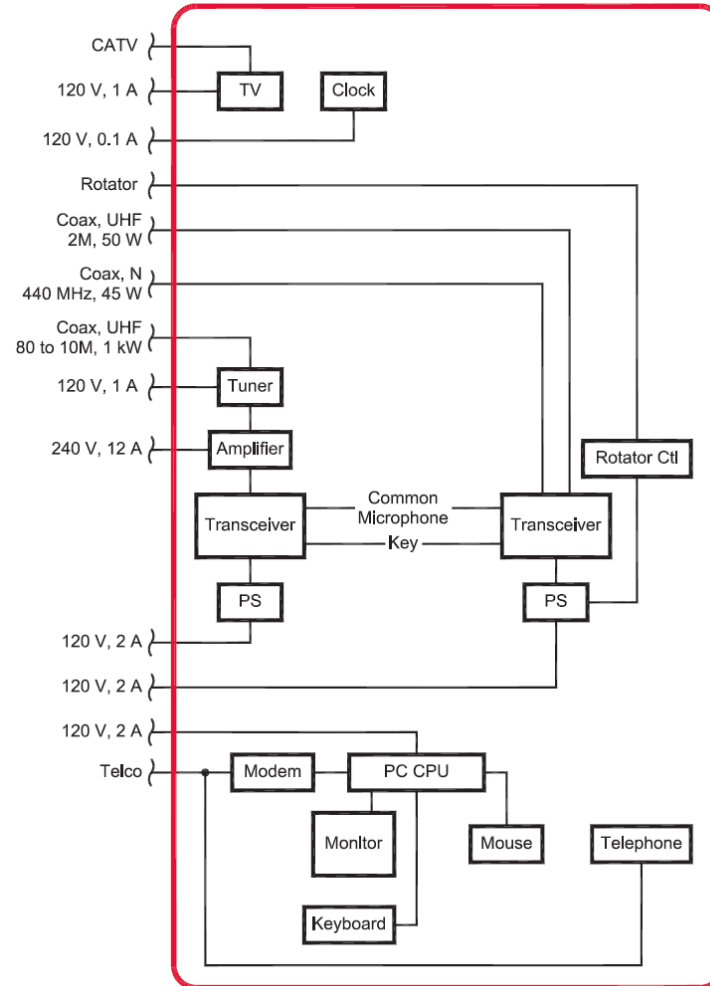 CATV
120 V, 1 A
TV
Clock
120 V, 0.1 A
Rotator
Coax, UHF
2M, 50 W
Coax, N
440 MHz, 45 W
Coax, UHF
80 to 10M, 1 kW
120 V, 1 A
Tuner
240 V, 12 A
Amplifier
Rotator Ctl
Transceiver
Common
Microphone
Key
Transceiver
PS
PS
120 V, 2 A
120 V, 2 A
120 V, 2 A
Telco
Modem
PC CPU
Monitor
Mouse
Telephone
Keyboard